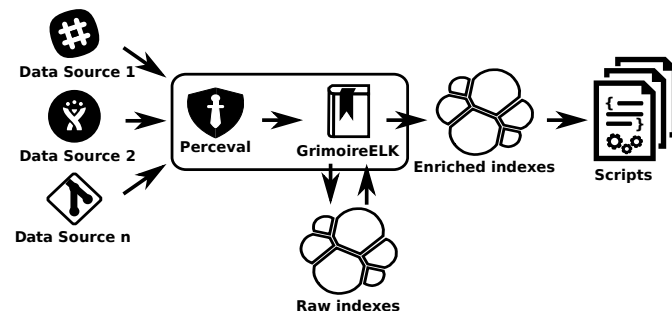 Data Source 1
Data Source 2
Data Source n
Perceval
GrimoireELK
Raw indexes
Enriched indexes
{
}
Scripts